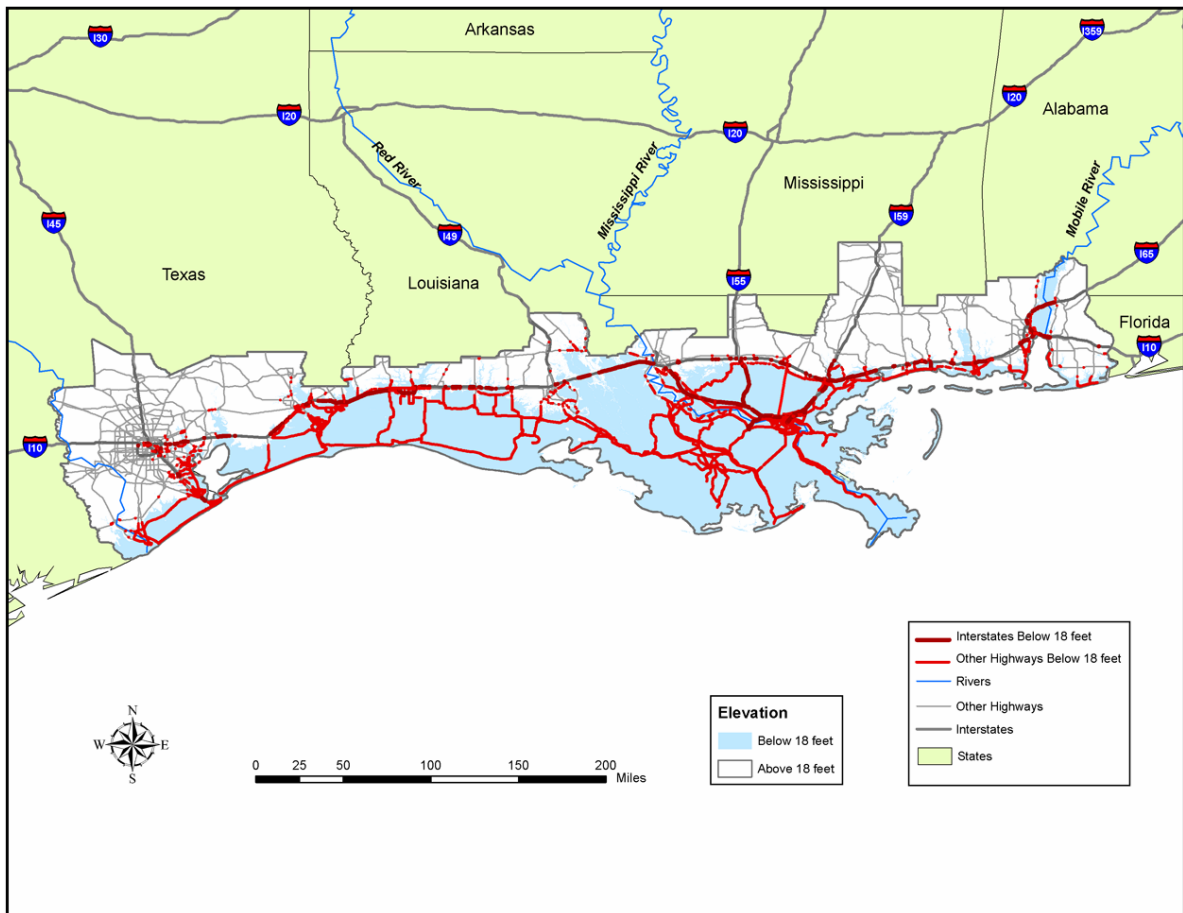 Arkansas
I30
I359
I20
I20
I20
Alabama
Red River
Mississippi River
Mississippi
Mobile River
I45
I59
I49
I65
Texas
Louisiana
I55
Florida
I10
I10
Interstates Below 18 feet
Other Highways Below 18 feet
Rivers
Other Highways
Interstates
States
Elevation
Below 18 feet
Above 18 feet
N
W E
S
0 25 50 100 150 200
Miles